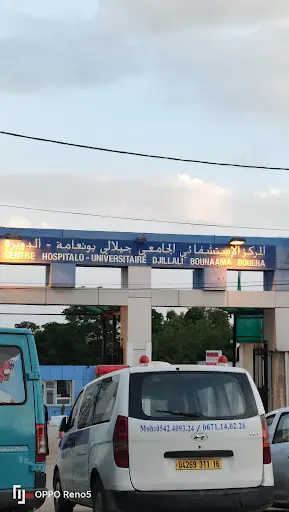 المركز الإستشفائي الجامعي جيلالي بونعامة - الدويرة
CENTRE HOSPITALO - UNIVERSITAIRE DJILLALI BOUNAAMA DOUERA
Mob:0542.4093.24 / 0671.14.02.
04269 311 16
OPPO Reno5